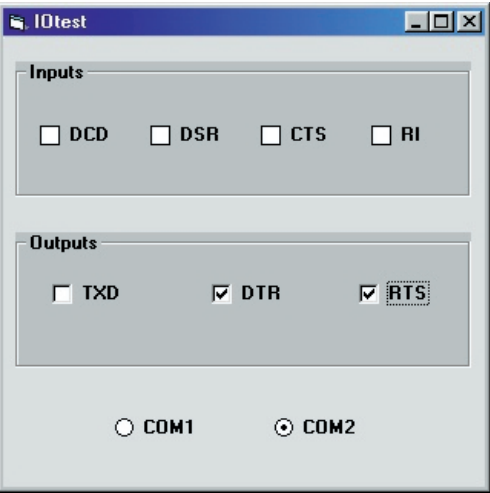 IOtest
Inputs
DCD DSR CTS RI
Outputs
TXD DTR RTS
COM1 COM2